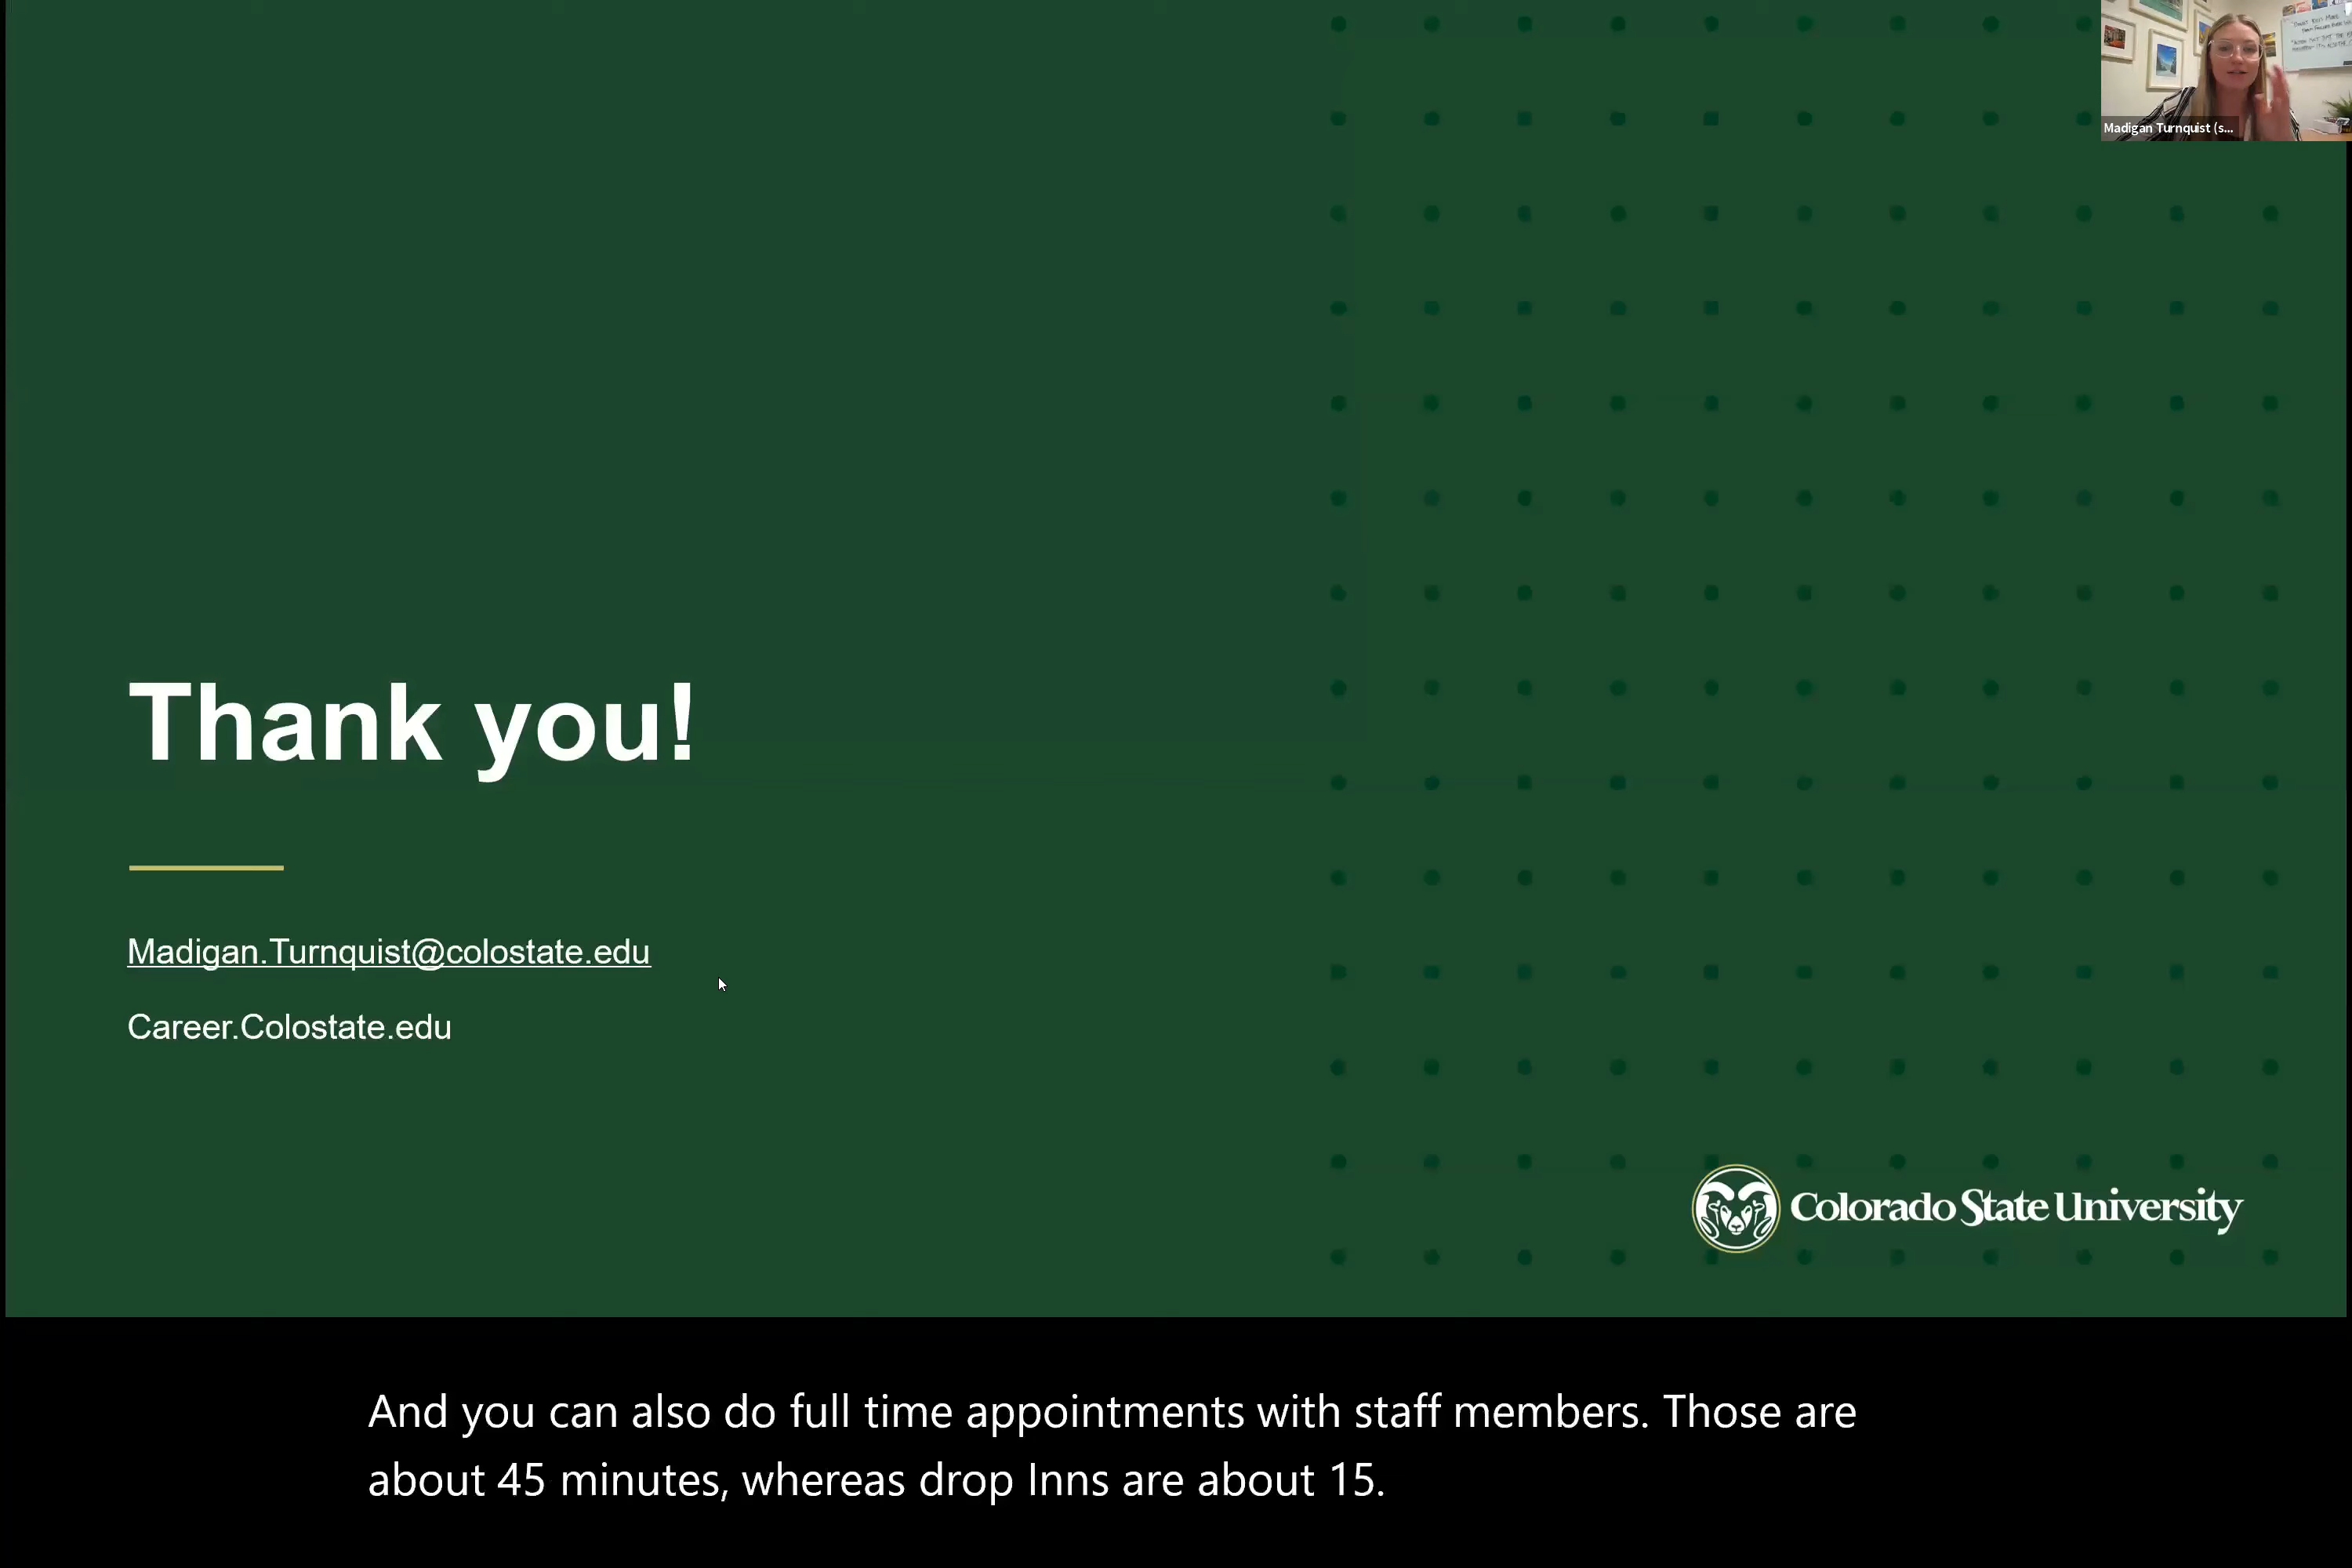 Madigan Turnquist (s...
Thank you!
Madigan.Turnquist@colostate.edu
Career.Colostate.edu
Colorado State University
And you can also do full time appointments with staff members. Those are
about 45 minutes, whereas drop Inns are about 15.